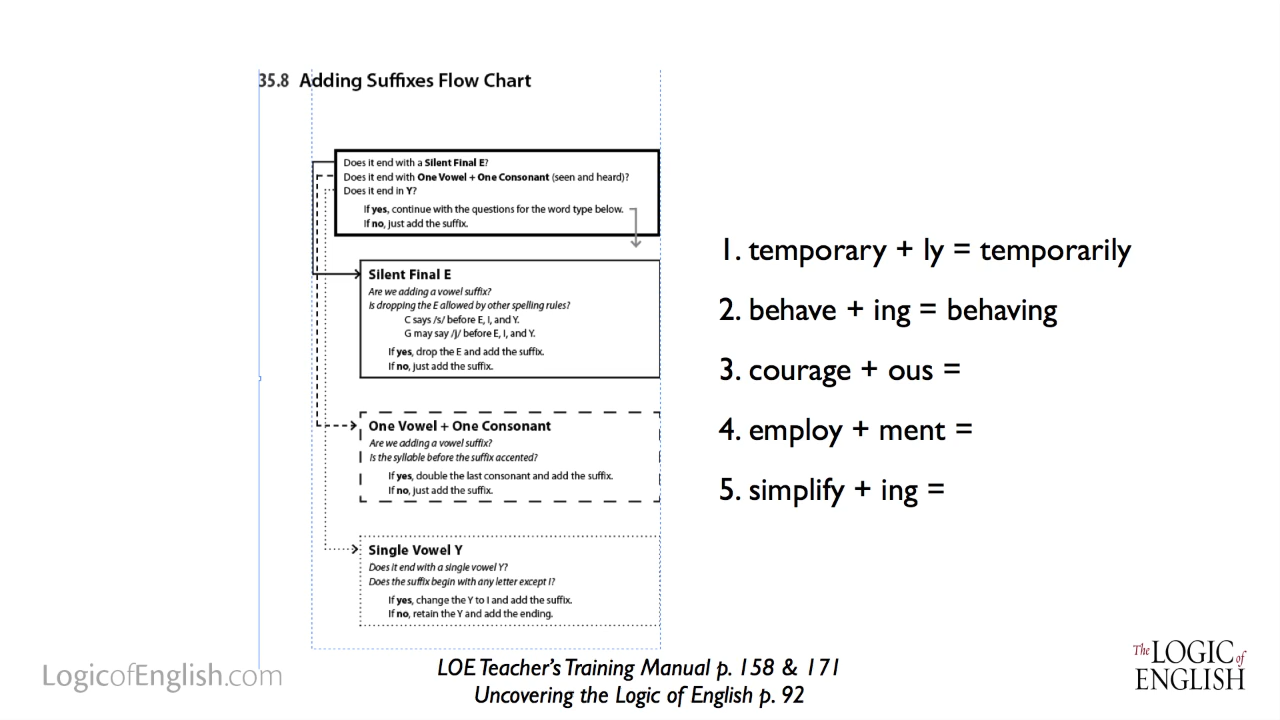 35.8 Adding Suffixes Flow Chart
Does it end with a Silent Final E?
Does it end with One Vowel + One Consonant (seen and heard)?
Does it end in Y?
If yes, continue with the questions for the word type below.
If no, just add the suffix.
Silent Final E
Are we adding a vowel suffix?
Is dropping the E allowed by other spelling rules?
C says /s/ before E, I, and Y.
G may say /j/ before E, I, and Y.
If yes, drop the E and add the suffix.
If no, just add the suffix.
One Vowel + One Consonant
Are we adding a vowel suffix?
Is the syllable before the suffix accented?
If yes, double the last consonant and add the suffix.
If no, just add the suffix.
Single Vowel Y
Does it end with a single vowel Y?
Does the suffix begin with any letter except I?
If yes, change the Y to I and add the suffix.
If no, retain the Y and add the ending.
1. temporary + ly = temporarily
2. behave + ing = behaving
3. courage + ous =
4. employ + ment =
5. simplify + ing =
LOE Teacher's Training Manual p. 158 & 171
Uncovering the Logic of English p. 92
LogicofEnglish.com
The LOGIC of
ENGLISH